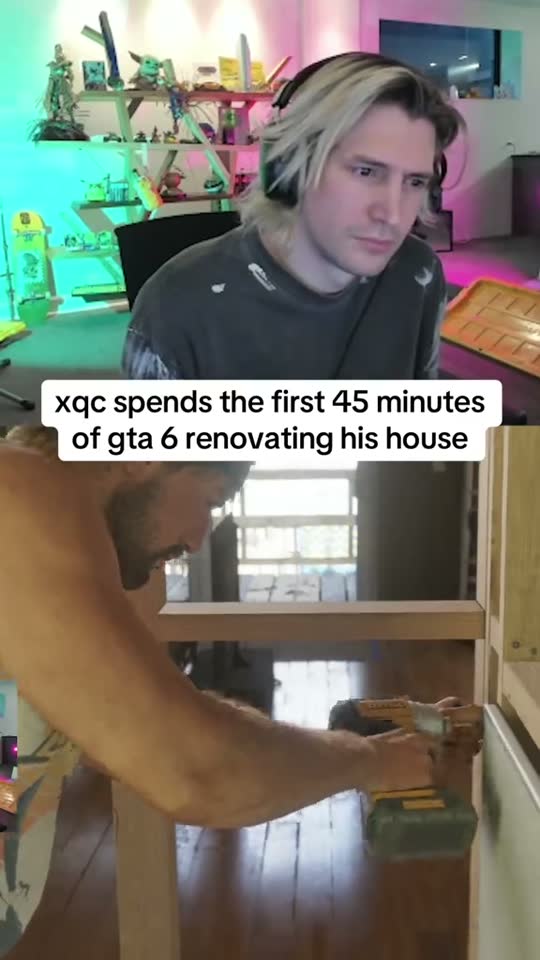 xqc spends the first 45 minutes
of gta 6 renovating his house